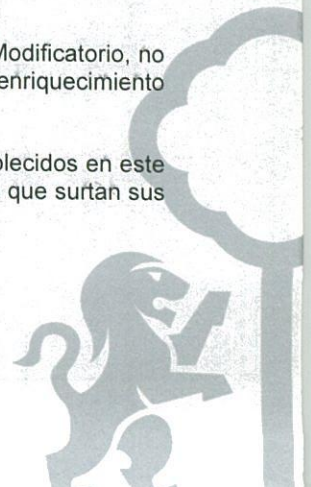 Modificatorio, no
enriquecimiento
lecidos en este
que surtan sus